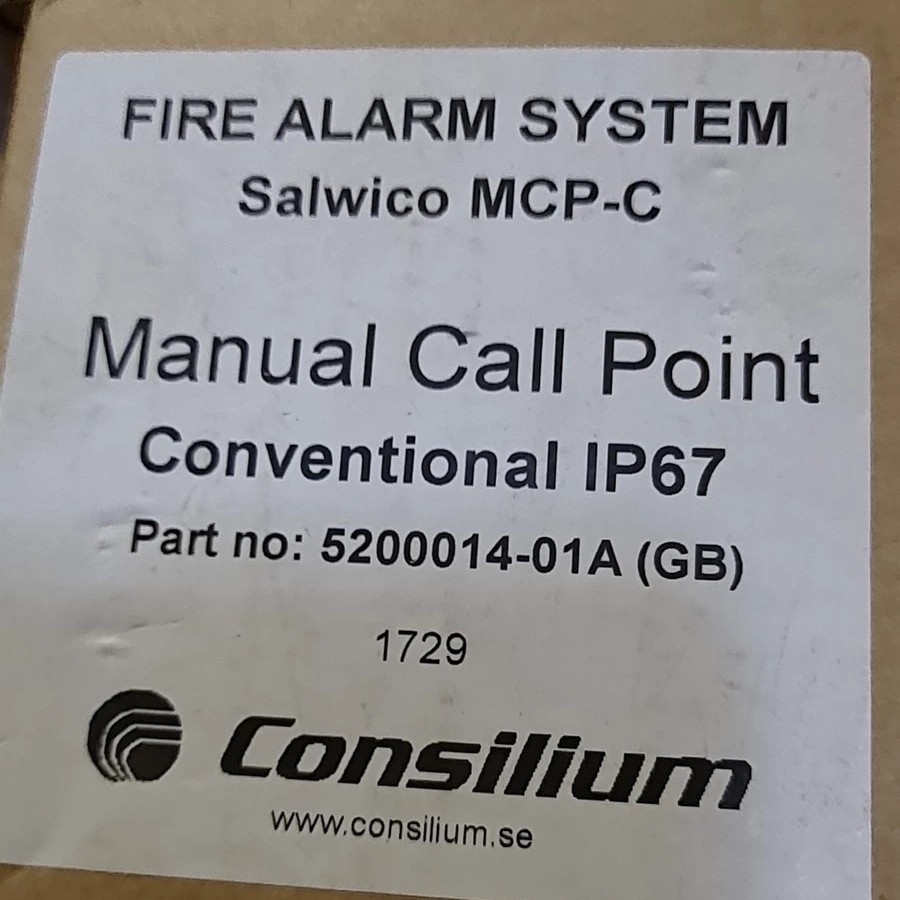 FIRE ALARM SYSTEM
Salwico MCP-C
Manual Call Point
Conventional IP67
Part no: 5200014-01A (GB)
1729
Consilium
www.consilium.se